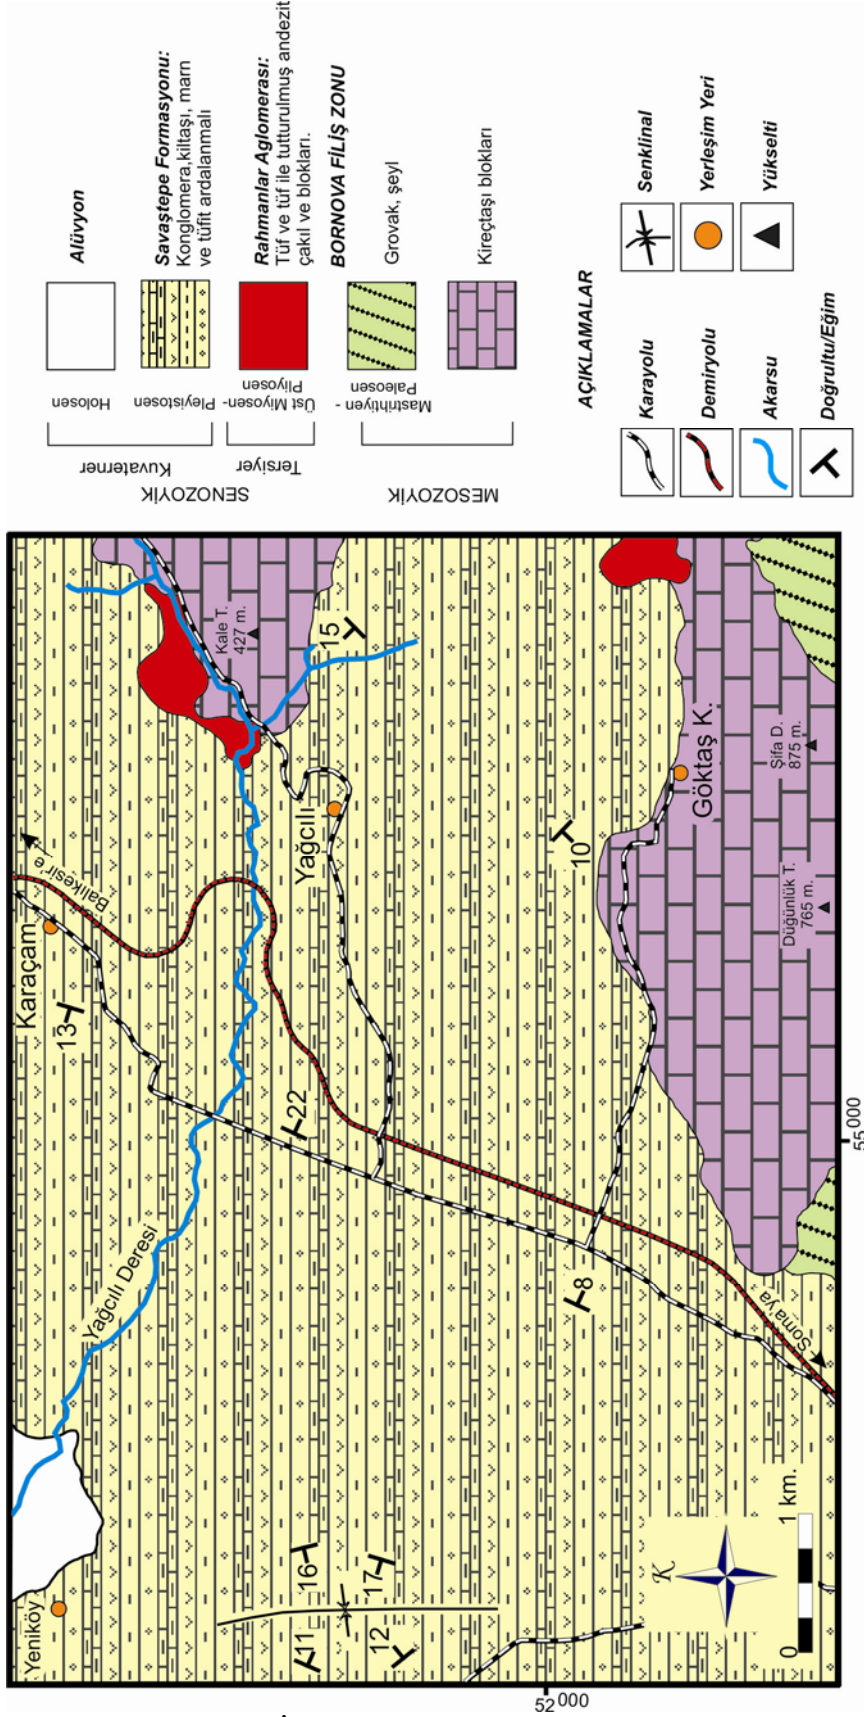 Alüvyon
Savaştepe Formasyonu:
Konglomera,kiltaşı, marn
ve tüfit ardalanmalı
Rahmanlar Aglomerası:
Tüf ve tüf ile tutturulmuş andezit
çakıl ve blokları.
BORNOVA FİLİŞ ZONU
Grovak, şeyl
Kireçtaşı blokları
Holosen
Pleyistosen
Üst Miyosen-
Pliyosen
Mastrihtiyen -
Paleosen
Kuvaterner
Tersiyer
SENOZOYİK
MESOZOYİK
AÇIKLAMALAR
Karayolu
Demiryolu
Akarsu
Doğrultu/Eğim
Senklinal
Yerleşim Yeri
Yükselti
Yeniköy
Karaçam
Balıkesir'e
13
Yağcılı Deresi
Kale T.
427 m.
15
Yağcılı
22
16
11
17
12
10
8
Göktaş K.
Şifa D.
875 m.
Düğünlük T.
765 m.
Soma'ya
K
0
1 km.
52 000
55 000